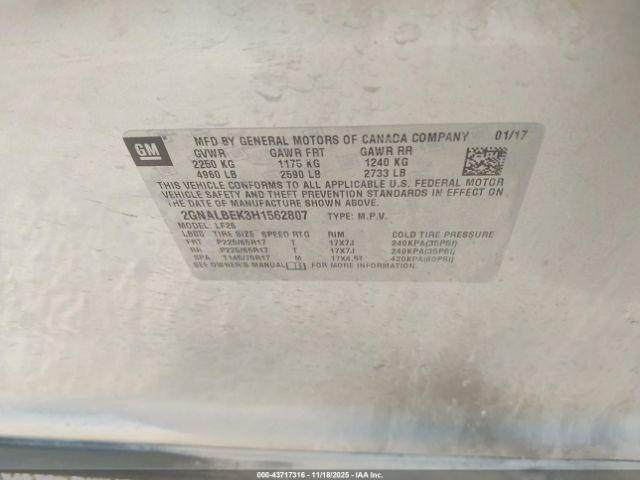 GM
MFD BY GENERAL MOTORS OF CANADA COMPANY 01/17
GVWR GAWR FRT GAWR RR
2250 KG 1175 KG 1240 KG
4960 LB 2590 LB 2733 LB
THIS VEHICLE CONFORMS TO ALL APPLICABLE U.S. FEDERAL MOTOR
VEHICLE SAFETY AND THEFT PREVENTION STANDARDS IN EFFECT ON
THE DATE OF MANUFACTURE SHOWN ABOVE.
2GNALBEK3H1562807 TYPE: M.P.V.
MODEL: LF26
TIRE SIZE SPEED RTG RIM COLD TIRE PRESSURE
FRT P225/65R17 T 17X7J 240KPA(35PSI)
RR P225/65R17 T 17X7J 240KPA(35PSI)
SPA T145/70R17 M 17X4.5T 420KPA(60PSI)
SEE OWNER'S MANUAL FOR MORE INFORMATION.
000-43717316 - 11/18/2025 - IAAI, Inc.